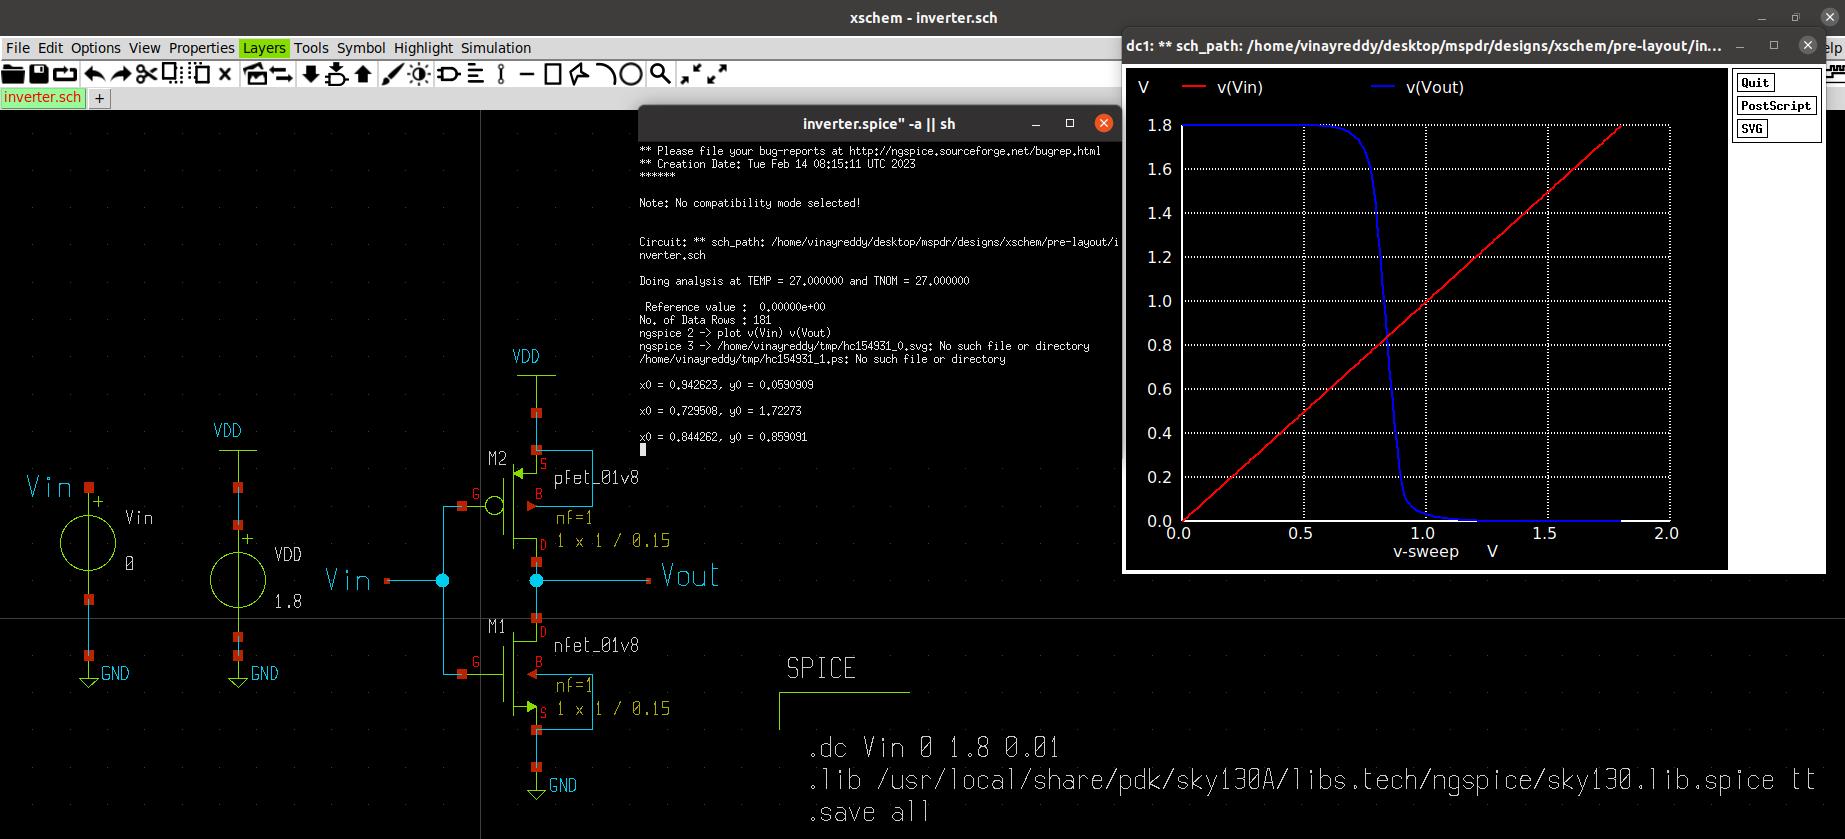 xschem - inverter.sch
File Edit Options View Properties Layers Tools Symbol Highlight Simulation
elp
inverter.sch +
inverter.spice" -a || sh
** Please file your bug-reports at http://ngspice.sourceforge.net/bugrep.html
** Creation Date: Tue Feb 14 08:15:11 UTC 2023
******
Note: No compatibility mode selected!
Circuit: ** sch_path: /home/vinayreddy/desktop/mspdr/designs/xschem/pre-layout/i
nverter.sch
Doing analysis at TEMP = 27.000000 and TNOM = 27.000000
Reference value : 0.00000e+00
No. of Data Rows : 181
ngspice 2 -> plot v(Vin) v(Vout)
ngspice 3 -> /home/vinayreddy/tmp/hc154931_0.svg: No such file or directory
/home/vinayreddy/tmp/hc154931_1.ps: No such file or directory
x0 = 0.942623, y0 = 0.0590909
x0 = 0.729508, y0 = 1.72273
x0 = 0.844262, y0 = 0.859091
dc1: ** sch_path: /home/vinayreddy/desktop/mspdr/designs/xschem/pre-layout/in...
V v(Vin) v(Vout)
Quit
PostScript
SVG
1.8
1.6
1.4
1.2
1.0
0.8
0.6
0.4
0.2
0.0
0.0 0.5 1.0 1.5 2.0
v-sweep V
VDD
VDD
M2
S
pfet_01v8
G
B
nf=1
1 x 1 / 0.15
D
Vin
+
Vin
0
GND
+
VDD
1.8
GND
Vin
Vout
M1
D
nfet_01v8
G
B
nf=1
1 x 1 / 0.15
S
GND
SPICE
.dc Vin 0 1.8 0.01
.lib /usr/local/share/pdk/sky130A/libs.tech/ngspice/sky130.lib.spice tt
.save all